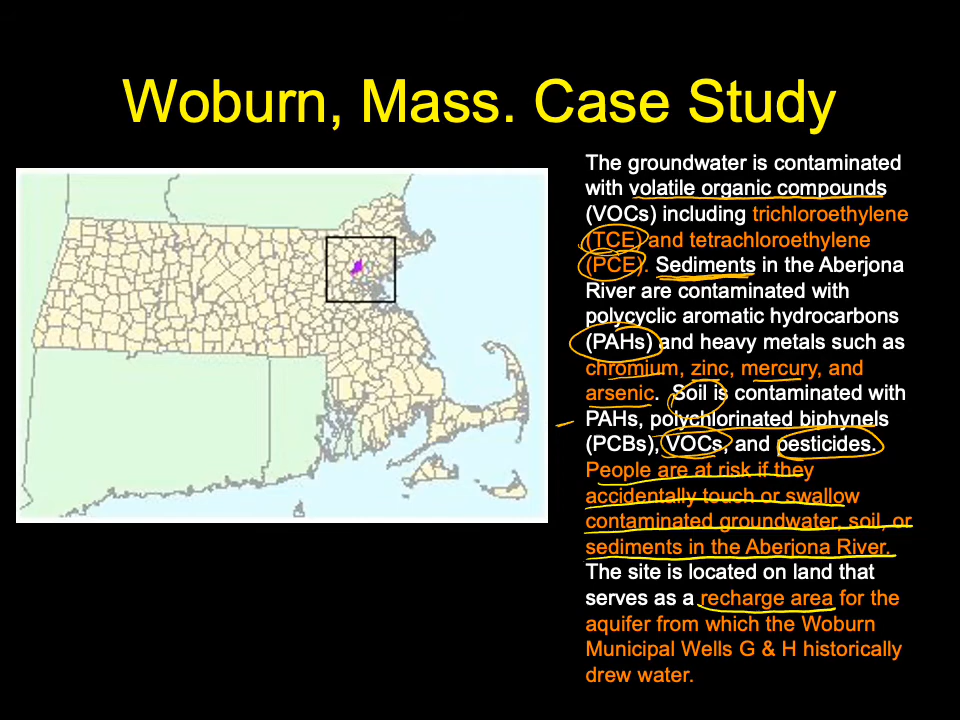 Woburn, Mass. Case Study
The groundwater is contaminated
with volatile organic compounds
(VOCs) including trichloroethylene
(TCE) and tetrachloroethylene
(PCE). Sediments in the Aberjona
River are contaminated with
polycyclic aromatic hydrocarbons
(PAHs) and heavy metals such as
chromium, zinc, mercury, and
arsenic. Soil is contaminated with
PAHs, polychlorinated biphynels
(PCBs), VOCs, and pesticides.
People are at risk if they
accidentally touch or swallow
contaminated groundwater, soil, or
sediments in the Aberjona River.
The site is located on land that
serves as a recharge area for the
aquifer from which the Woburn
Municipal Wells G & H historically
drew water.